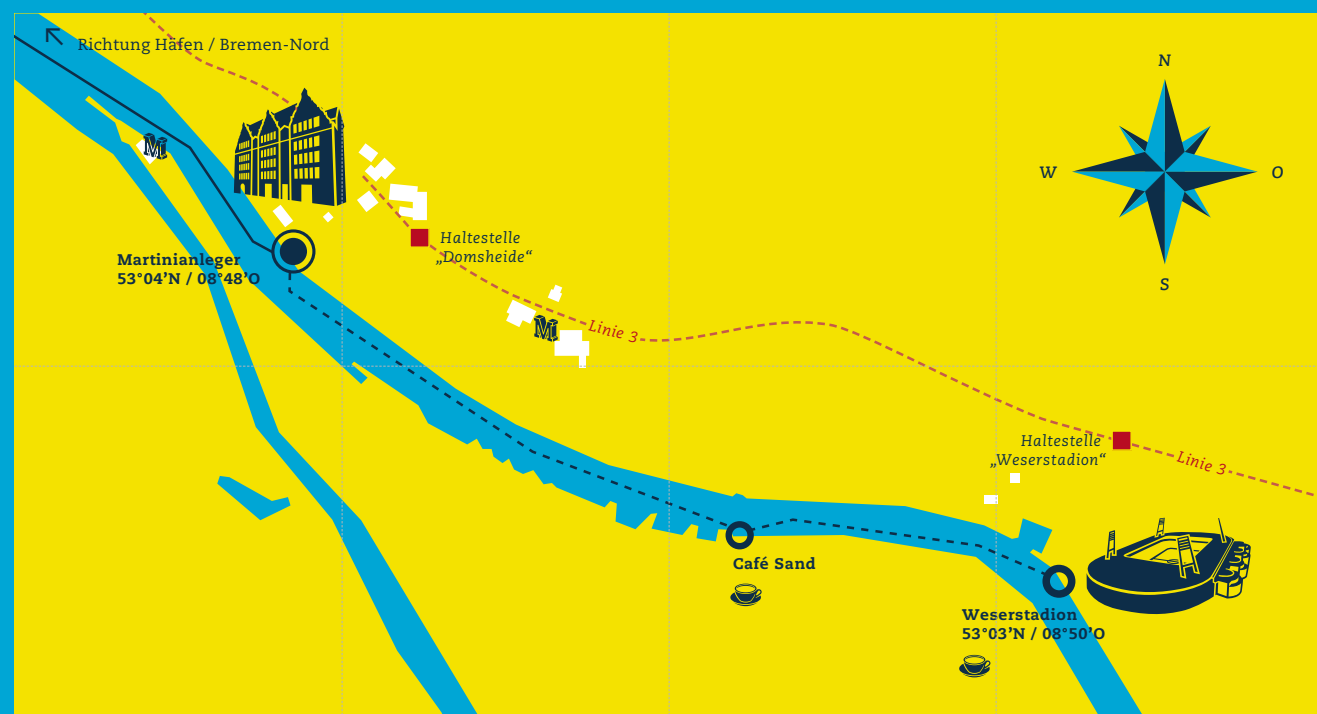 Richtung Häfen / Bremen-Nord
N
W
O
S
M
Martinianleger
53°04’N / 08°48’O
Haltestelle
„Domsheide“
M
Linie 3
Haltestelle
„Weserstadion“
Linie 3
Café Sand
Weserstadion
53°03’N / 08°50’O